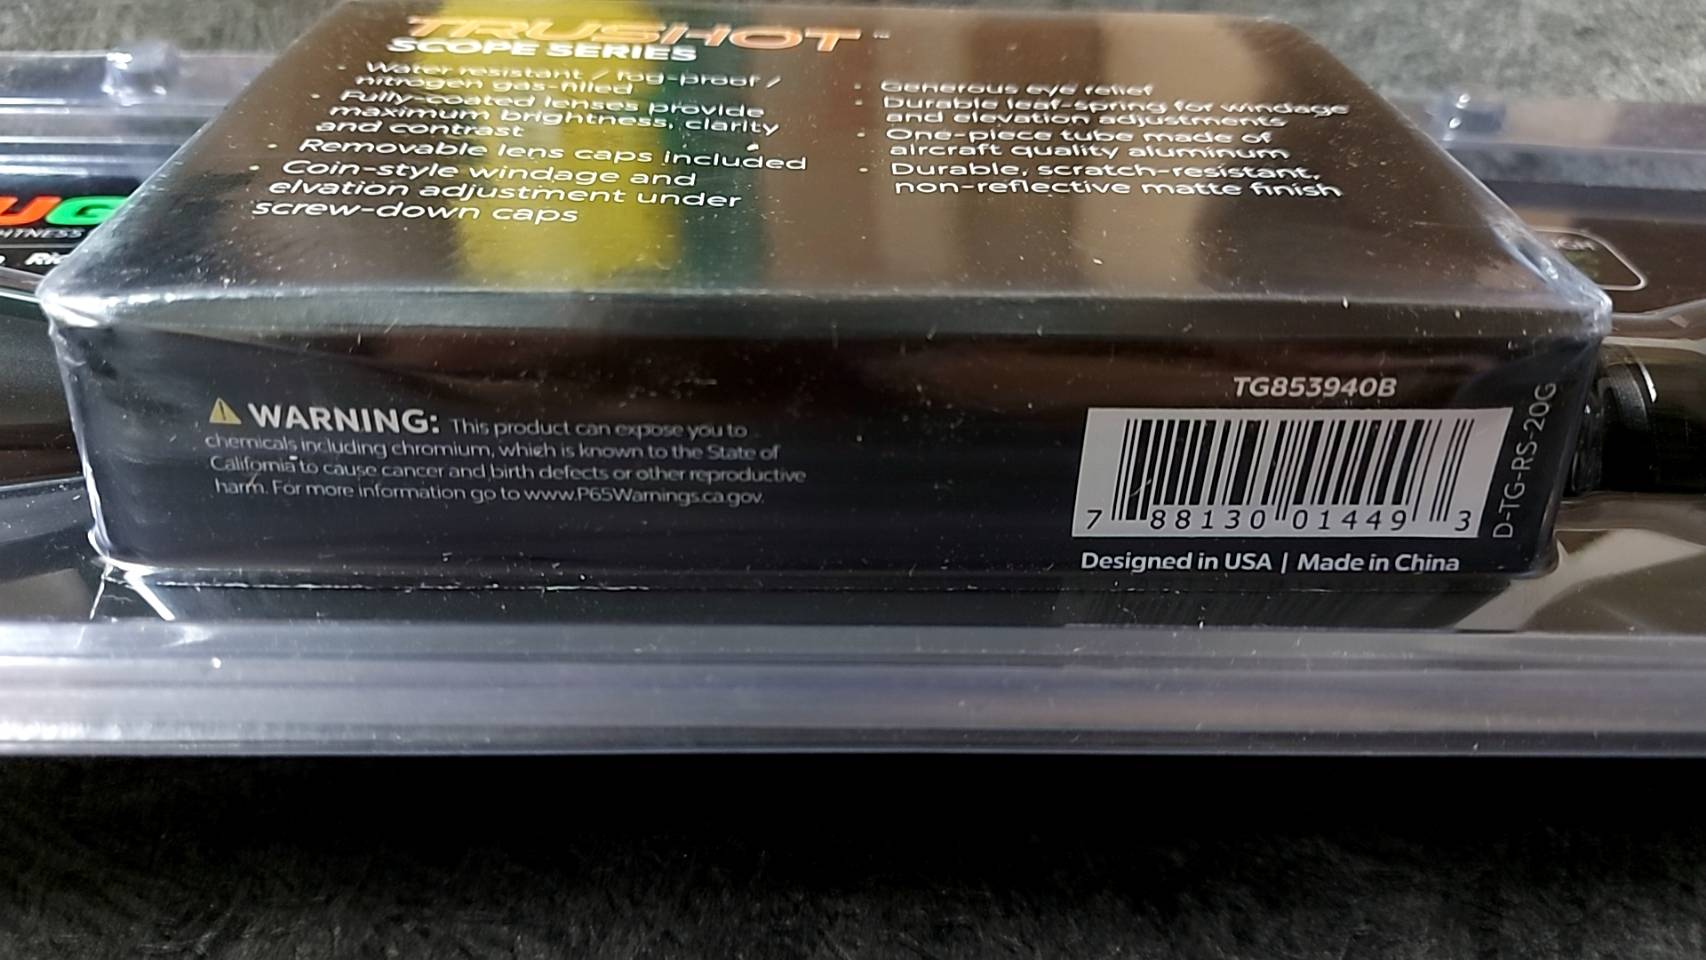 TRUSHOT
SCOPE SERIES
• Water resistant / fog-proof /
nitrogen gas-filled
• Fully-coated lenses provide
maximum brightness, clarity
and contrast
• Removable lens caps included
• Coin-style windage and
elvation adjustment under
screw-down caps
• Generous eye relief
• Durable leaf-spring for windage
and elevation adjustments
• One-piece tube made of
aircraft quality aluminum
• Durable, scratch-resistant,
non-reflective matte finish
WARNING: This product can expose you to
chemicals including chromium, which is known to the State of
California to cause cancer and birth defects or other reproductive
harm. For more information go to www.P65Warnings.ca.gov.
TG853940B
7 88130 01449 3
Designed in USA | Made in China
D-TG-RS-20G